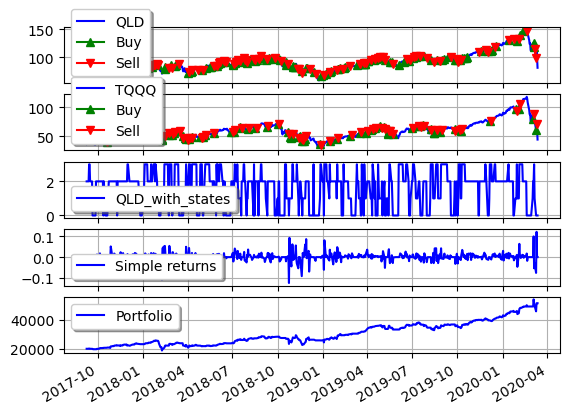 150
100
QLD
Buy
Sell
100
50
TQQQ
Buy
Sell
2
0
QLD_with_states
0.1
0.0
−0.1
Simple returns
40000
20000
Portfolio
2017-10
2018-01
2018-04
2018-07
2018-10
2019-01
2019-04
2019-07
2019-10
2020-01
2020-04